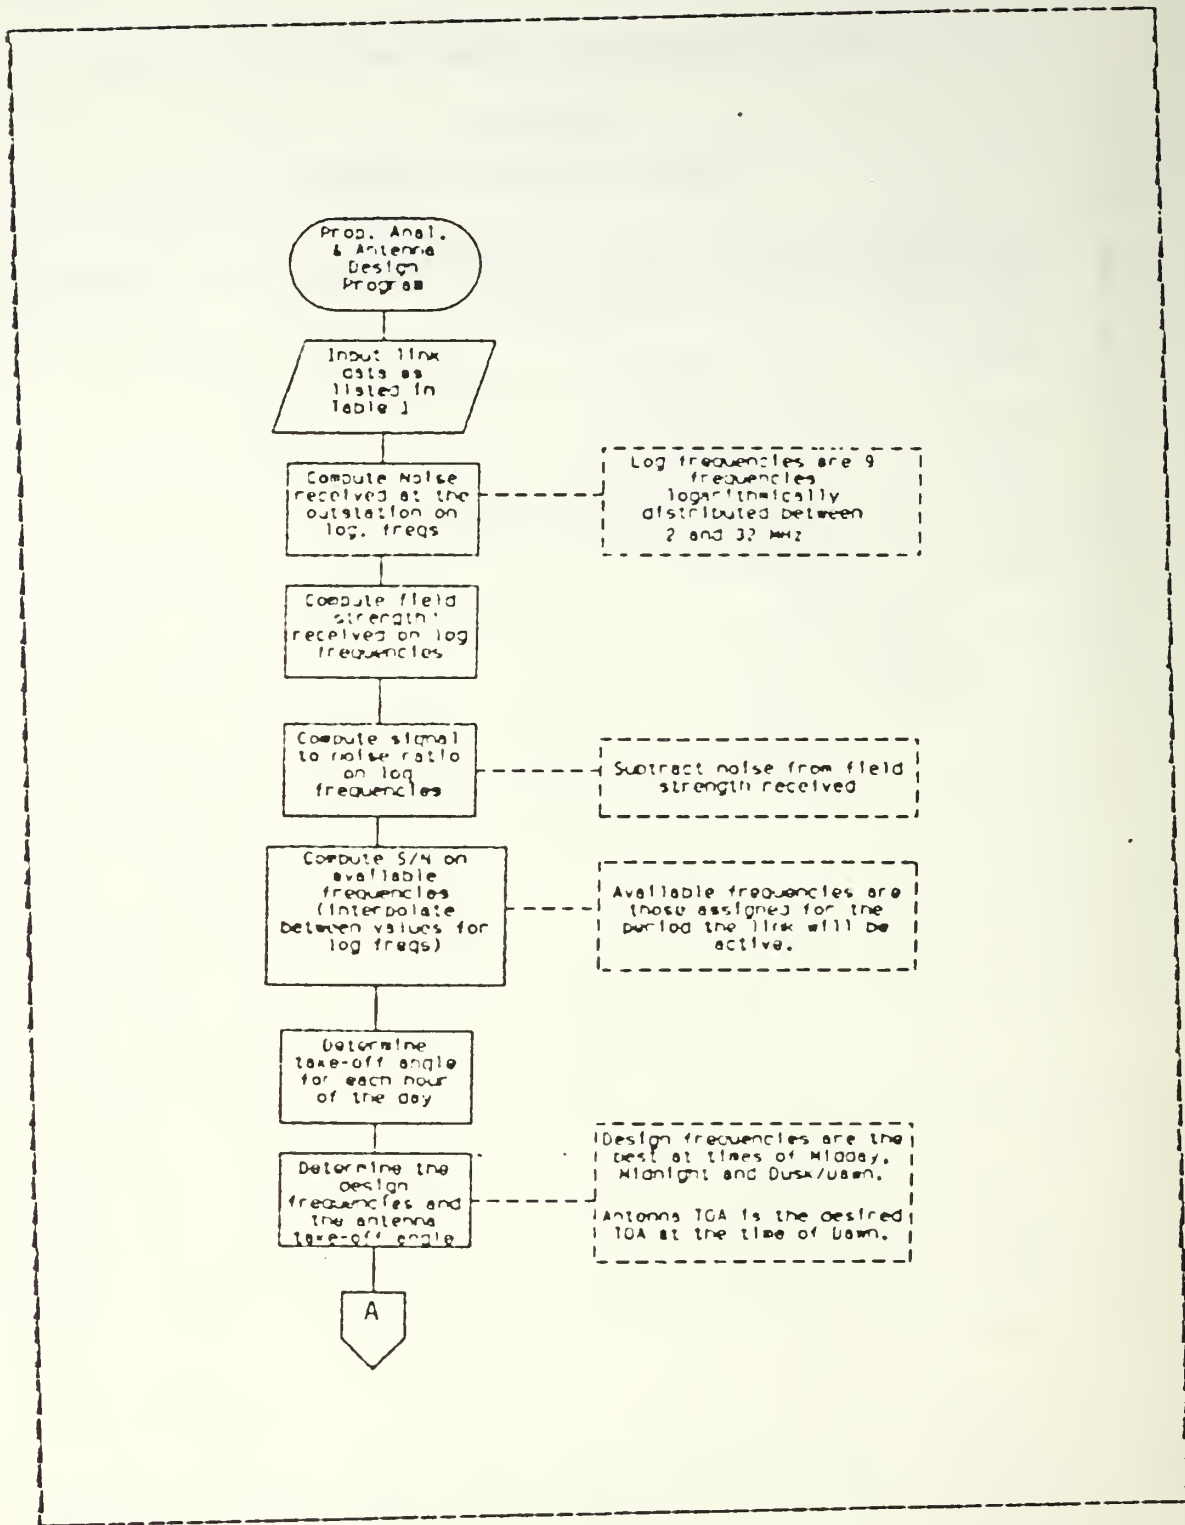 Prop. Anal.
& Antenna
Design
Program
Input link
data as
listed in
Table 1
Compute Noise
received at the
outstation on
log. freqs
Log frequencies are 9
frequencies
logarithmically
distributed between
2 and 32 MHz
Compute field
strength
received on log
frequencies
Compute signal
to noise ratio
on log
frequencies
Subtract noise from field
strength received
Compute S/N on
available
frequencies
(interpolate
between values for
log freqs)
Available frequencies are
those assigned for the
period the link will be
active.
Determine
take-off angle
for each hour
of the day
Determine the
design
frequencies and
the antenna
take-off angle
Design frequencies are the
best at times of Midday,
Midnight and Dusk/Dawn.
Antenna TOA is the desired
TOA at the time of Dawn.
A